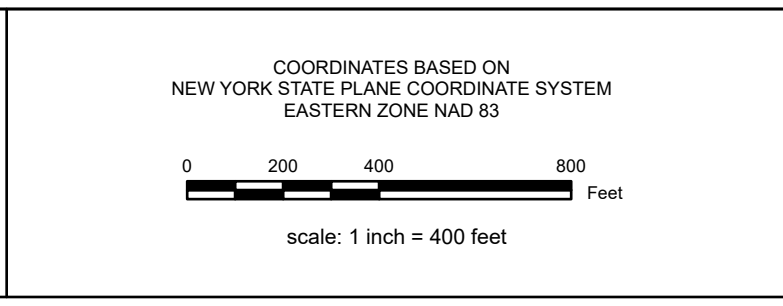 COORDINATES BASED ON
NEW YORK STATE PLANE COORDINATE SYSTEM
EASTERN ZONE NAD 83
0 200 400 800
Feet
scale: 1 inch = 400 feet